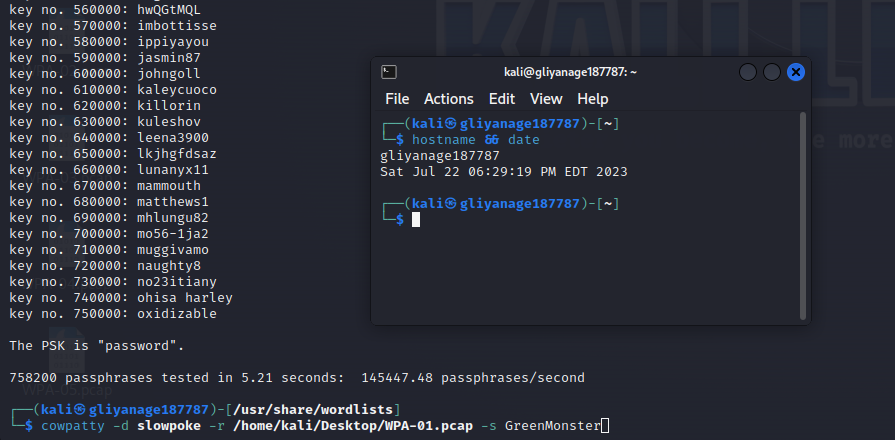 key no. 560000: hwQGtMQL
key no. 570000: imbottisse
key no. 580000: ippiyayou
key no. 590000: jasmin87
key no. 600000: johngoll
key no. 610000: kaleycuoco
key no. 620000: killorin
key no. 630000: kuleshov
key no. 640000: leena3900
key no. 650000: lkjhgfdsaz
key no. 660000: lunanyx11
key no. 670000: mammouth
key no. 680000: matthews1
key no. 690000: mhlungu82
key no. 700000: mo56-1ja2
key no. 710000: muggivamo
key no. 720000: naughty8
key no. 730000: no23itiany
key no. 740000: ohisa harley
key no. 750000: oxidizable
The PSK is "password".
758200 passphrases tested in 5.21 seconds:  145447.48 passphrases/second
┌──(kali㉿gliyanage187787)-[/usr/share/wordlists]
└─$ cowpatty -d slowpoke -r /home/kali/Desktop/WPA-01.pcap -s GreenMonster
kali@gliyanage187787: ~
File Actions Edit View Help
┌──(kali㉿gliyanage187787)-[~]
└─$ hostname && date
gliyanage187787
Sat Jul 22 06:29:19 PM EDT 2023
┌──(kali㉿gliyanage187787)-[~]
└─$
KALI L
more